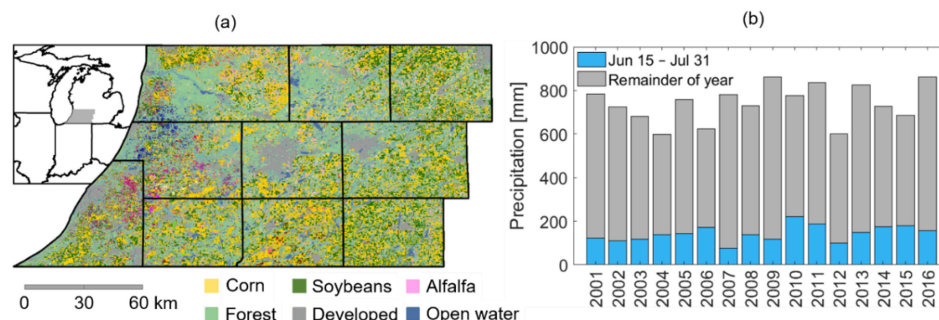 (a)
0 30 60 km
Corn Soybeans Alfalfa
Forest Developed Open water
(b)
Precipitation [mm]
1000
800
600
400
200
0
Jun 15 – Jul 31
Remainder of year
2001 2002 2003 2004 2005 2006 2007 2008 2009 2010 2011 2012 2013 2014 2015 2016